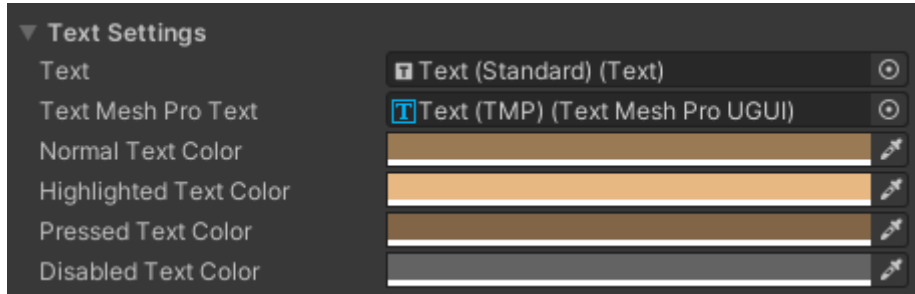 Text Settings
Text Text (Standard) (Text)
Text Mesh Pro Text Text (TMP) (Text Mesh Pro UGUI)
Normal Text Color
Highlighted Text Color
Pressed Text Color
Disabled Text Color